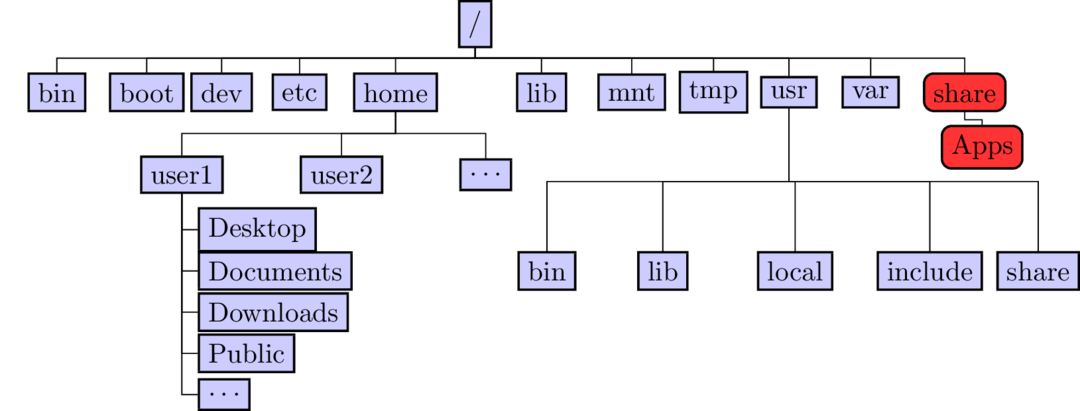 /
bin boot dev etc home lib mnt tmp usr var share
Apps
user1 user2 ...
Desktop
Documents
Downloads
Public
...
bin lib local include share